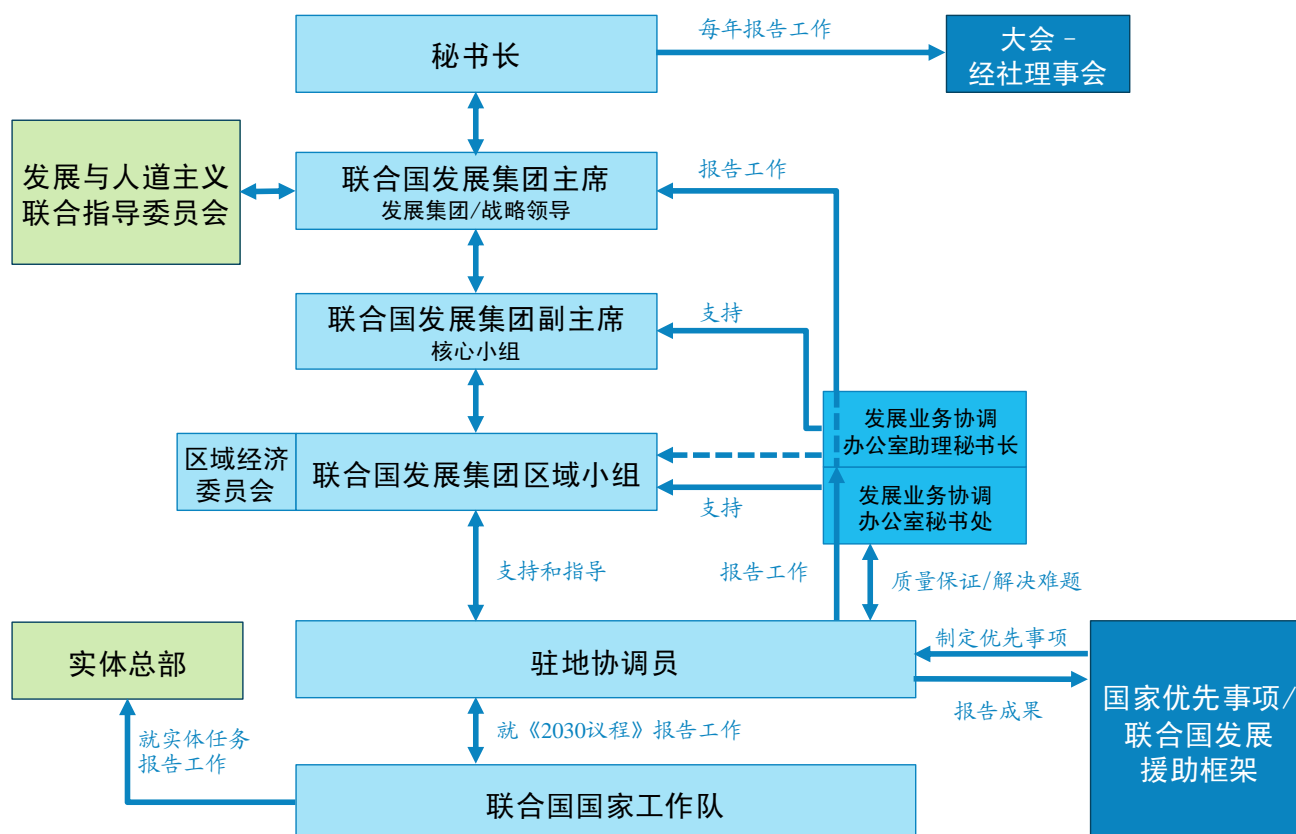 每年报告工作
秘书长
大会–
经社理事会
发展与人道主义
联合指导委员会
联合国发展集团主席
发展集团/战略领导
报告工作
联合国发展集团副主席
核心小组
支持
发展业务协调
办公室助理秘书长
区域经济
委员会
联合国发展集团区域小组
支持
发展业务协调
办公室秘书处
支持和指导
报告工作
质量保证/解决难题
实体总部
驻地协调员
制定优先事项
报告成果
国家优先事项/
联合国发展
援助框架
就实体任务
报告工作
就《2030议程》报告工作
联合国国家工作队